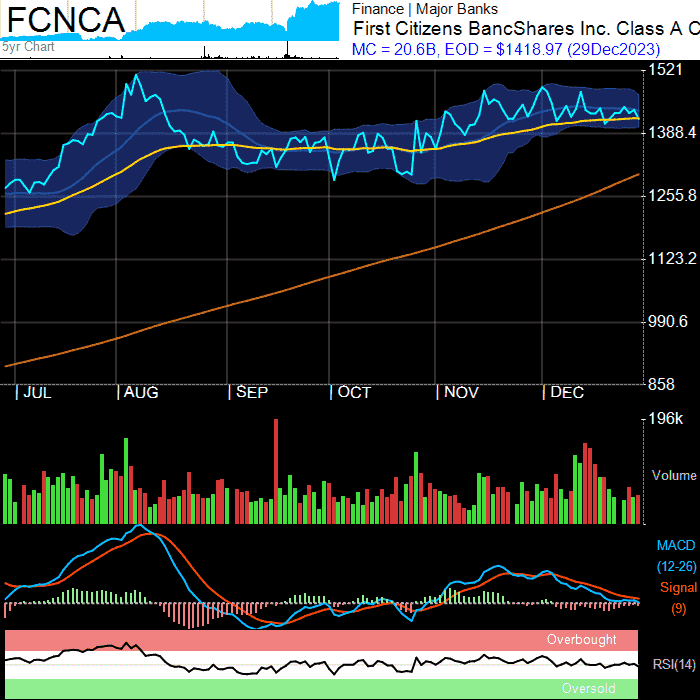 FCNCA
5yr Chart
Finance | Major Banks
First Citizens BancShares Inc. Class A C
MC = 20.6B, EOD = $1418.97 (29Dec2023)
1521
1388.4
1255.8
1123.2
990.6
858
| JUL | AUG | SEP | OCT | NOV | DEC
196k
Volume
MACD
(12-26)
Signal
(9)
Overbought
RSI(14)
Oversold